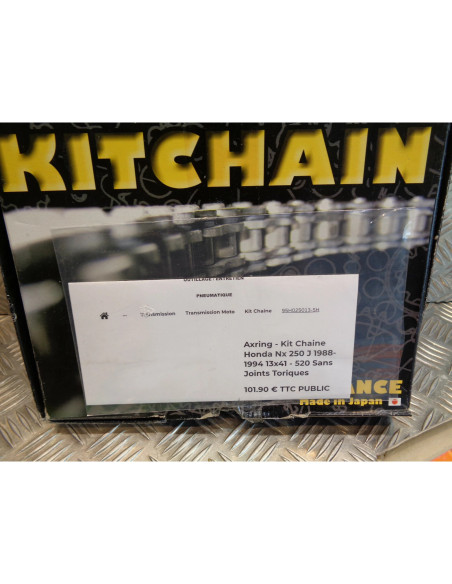 KITCHAIN
OUTILLAGE - ENTRETIEN
PNEUMATIQUE
Transmission Transmission Moto Kit Chaine
Axring - Kit Chaine
Honda Nx 250 J 1988-
1994 13x41 - 520 Sans
Joints Toriques
101.90 € TTC PUBLIC
ANCE
Made in Japan